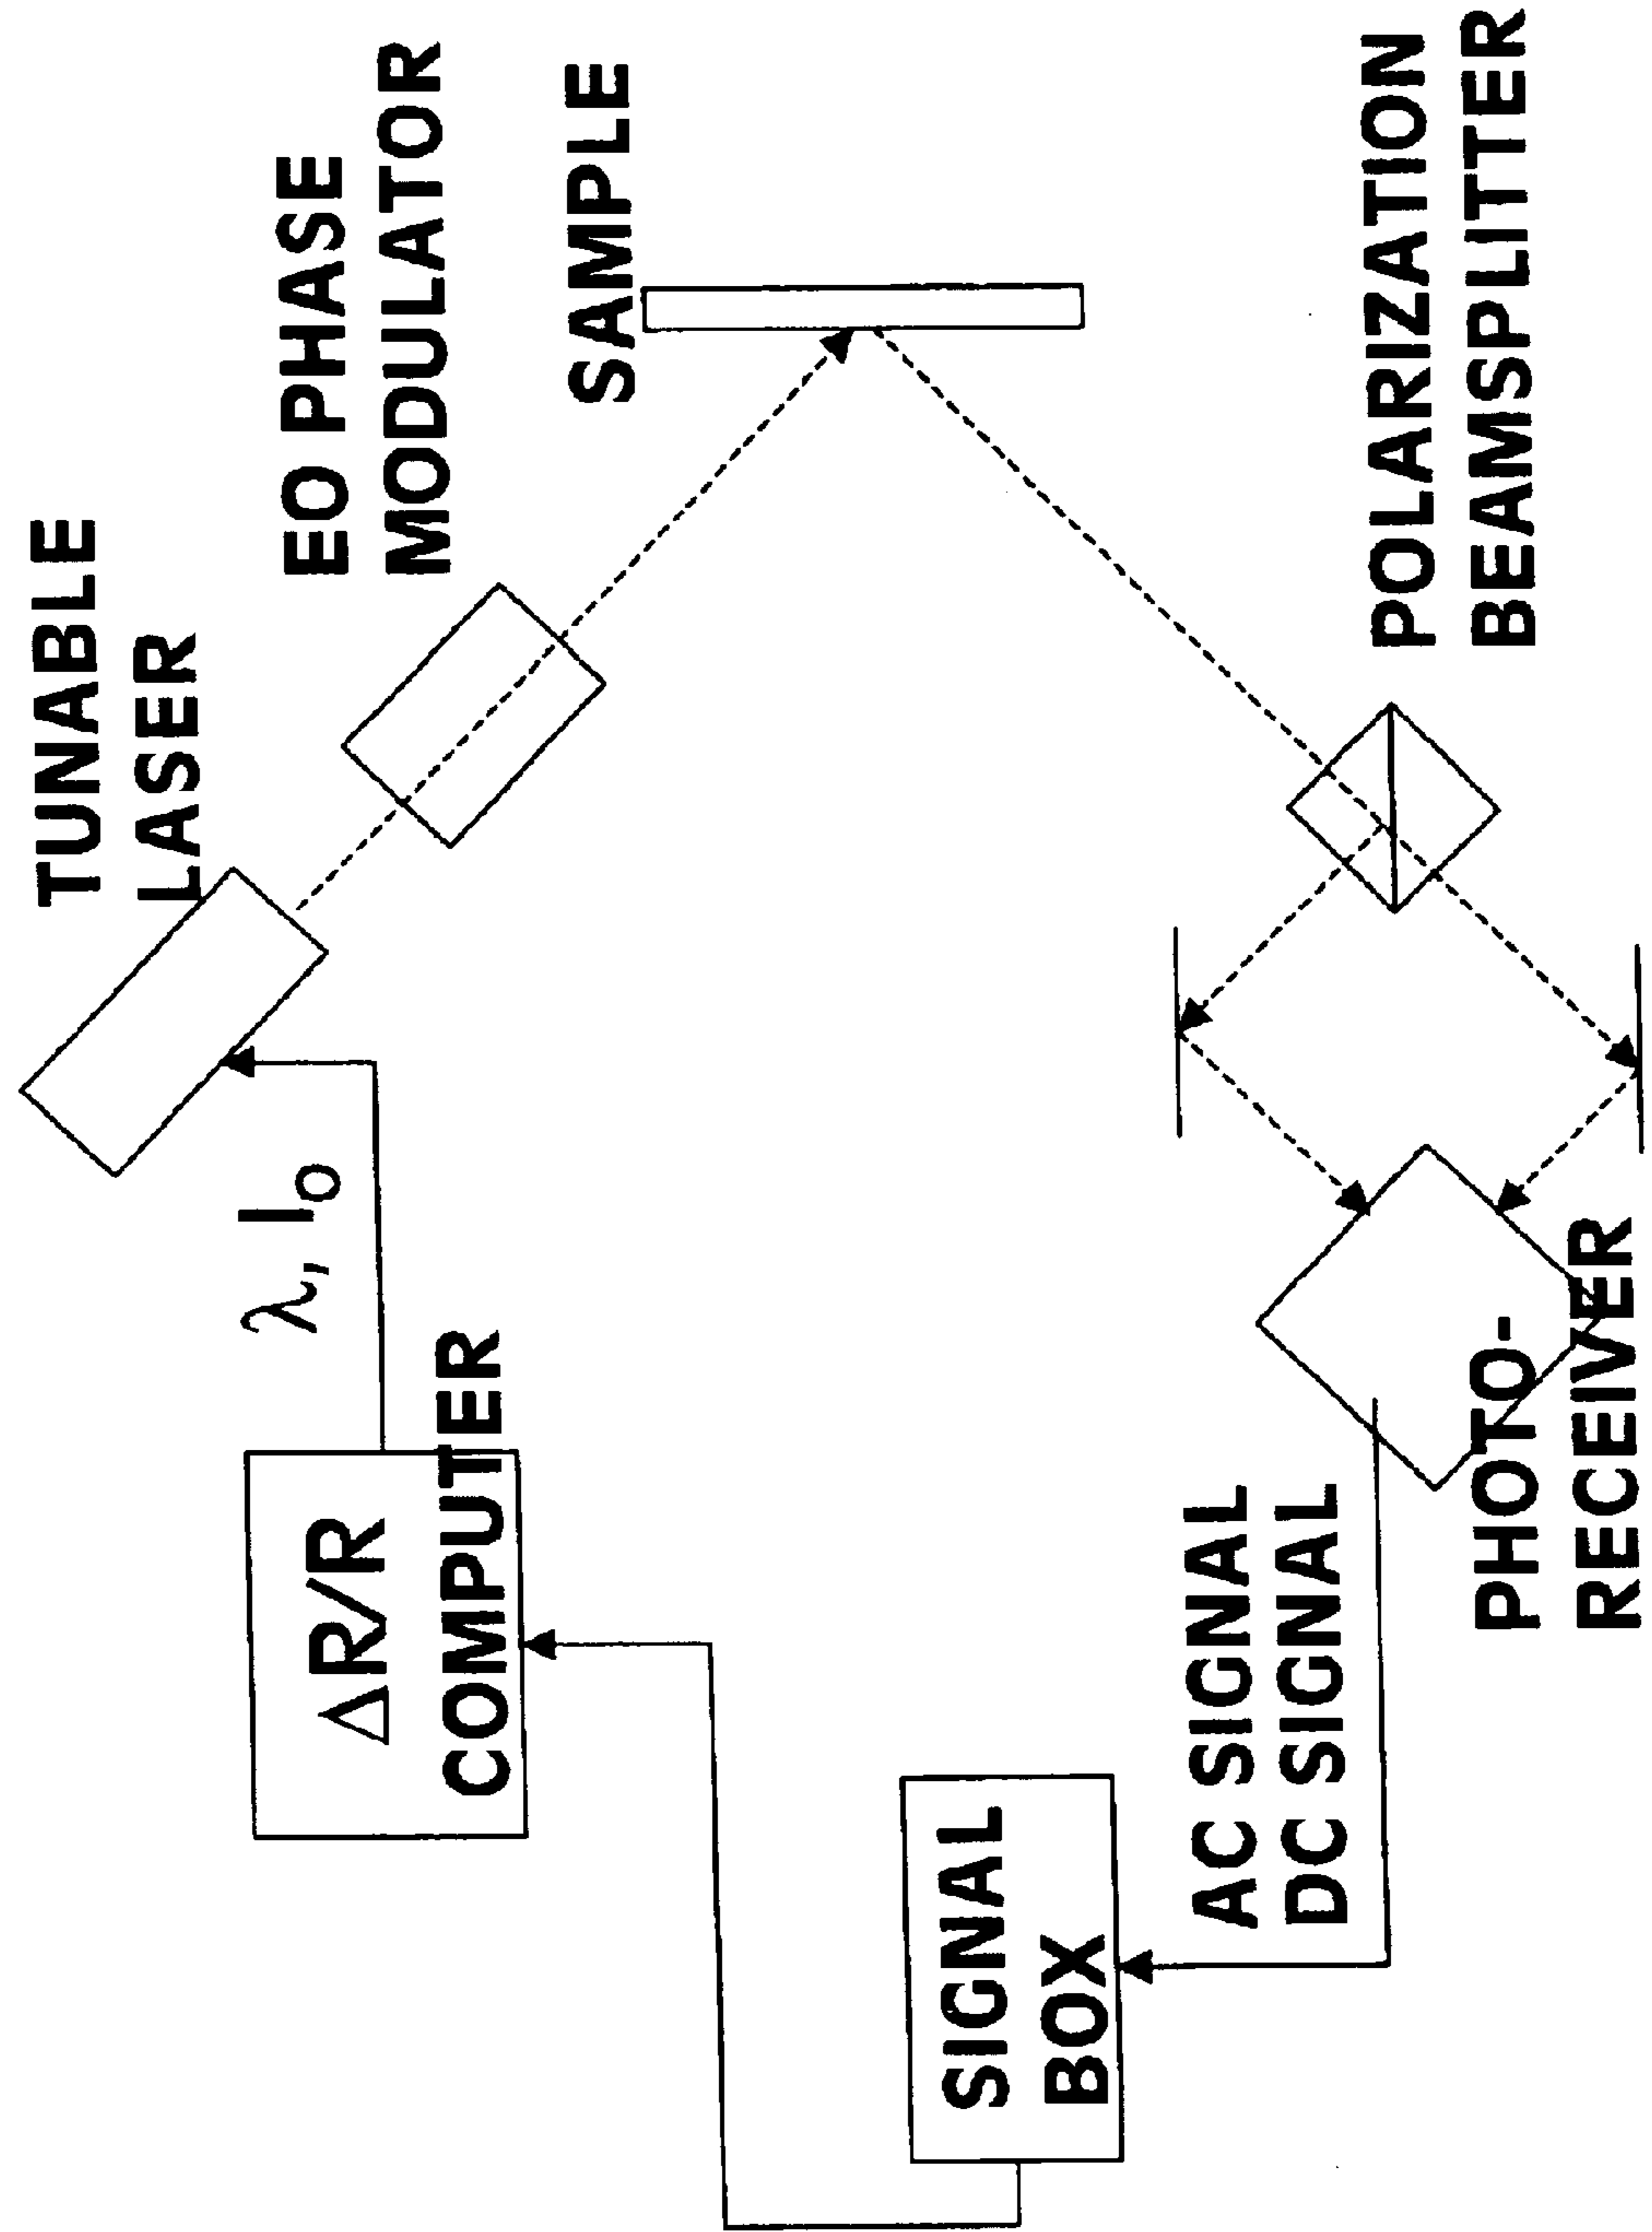 TUNABLE
LASER
EO PHASE
MODULATOR
SAMPLE
λ, I₀
ΔR/R
COMPUTER
SIGNAL
BOX
AC SIGNAL
DC SIGNAL
PHOTO-
RECEIVER
POLARIZATION
BEAMSPLITTER